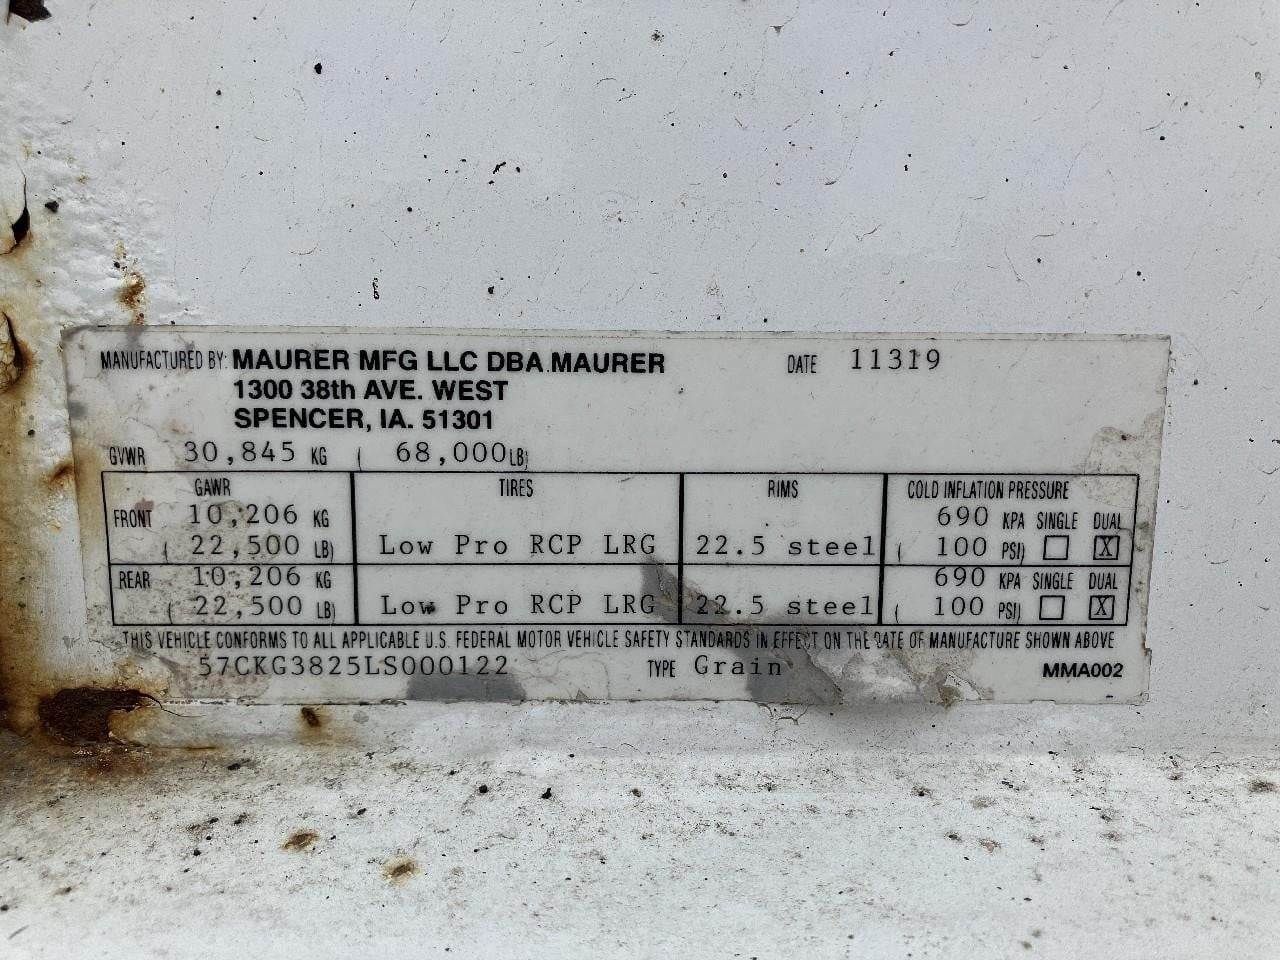 MANUFACTURED BY: MAURER MFG LLC DBA MAURER DATE 11319
1300 38th AVE. WEST
SPENCER, IA. 51301
GVWR 30,845 KG ( 68,000 LB)
GAWR TIRES RIMS COLD INFLATION PRESSURE
FRONT 10,206 KG 690 KPA SINGLE DUAL
( 22,500 LB) Low Pro RCP LRG 22.5 steel ( 100 PSI) X
REAR 10,206 KG 690 KPA SINGLE DUAL
( 22,500 LB) Low Pro RCP LRG 22.5 steel ( 100 PSI) X
THIS VEHICLE CONFORMS TO ALL APPLICABLE U.S. FEDERAL MOTOR VEHICLE SAFETY STANDARDS IN EFFECT ON THE DATE OF MANUFACTURE SHOWN ABOVE
57CKG3825LS000122 TYPE Grain MMA002